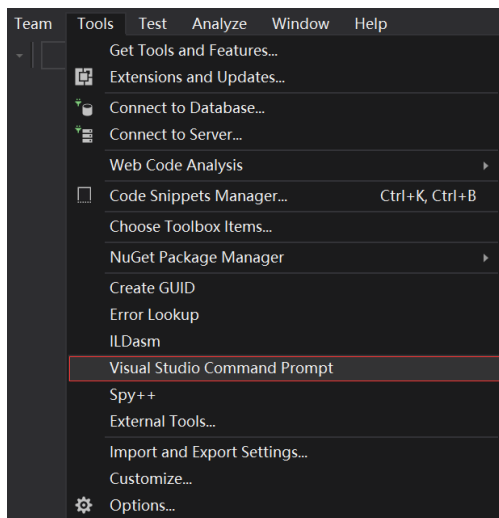 Team Tools Test Analyze Window Help
Get Tools and Features...
Extensions and Updates...
Connect to Database...
Connect to Server...
Web Code Analysis
Code Snippets Manager... Ctrl+K, Ctrl+B
Choose Toolbox Items...
NuGet Package Manager
Create GUID
Error Lookup
ILDasm
Visual Studio Command Prompt
Spy++
External Tools...
Import and Export Settings...
Customize...
Options...